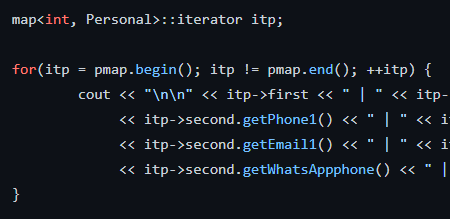 map<int, Personal>::iterator itp;
for(itp = pmap.begin(); itp != pmap.end(); ++itp) {
cout << "\n\n" << itp->first << " | " << itp-
<< itp->second.getPhone1() << " | " << it
<< itp->second.getEmail1() << " | " << it
<< itp->second.getWhatsAppphone() << " |
}